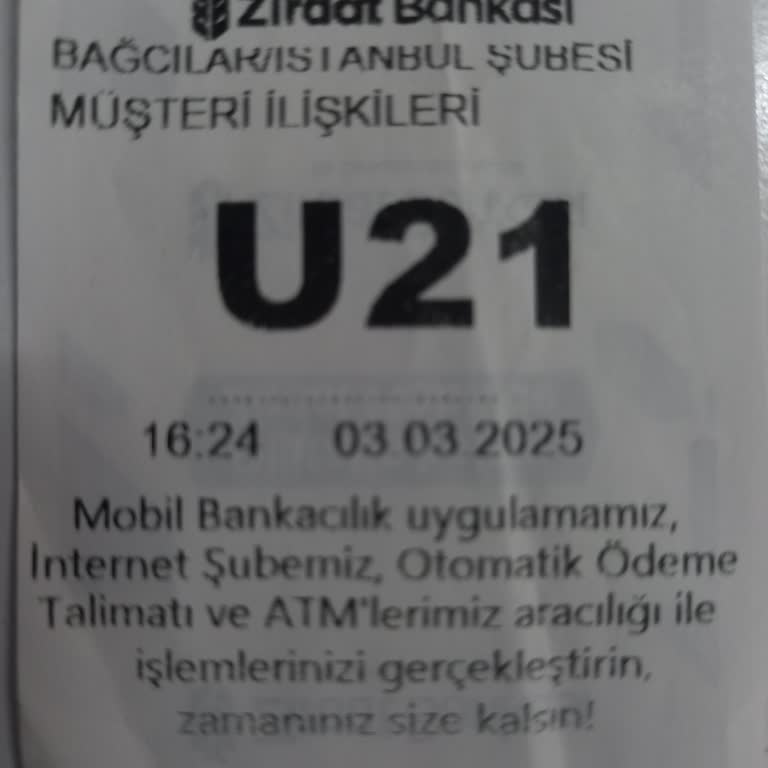 Ziraat Bankası
BAĞCILAR/İSTANBUL ŞUBESİ
MÜŞTERİ İLİŞKİLERİ
U21
16:24 03.03.2025
Mobil Bankacılık uygulamamız,
İnternet Şubemiz, Otomatik Ödeme
Talimatı ve ATM'lerimiz aracılığı ile
işlemlerinizi gerçekleştirin,
zamanınız size kalsın!